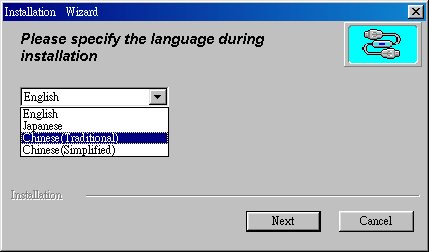 Installation Wizard
Please specify the language during
installation
English
English
Japanese
Chinese(Traditional)
Chinese(Simplified)
Installation
Next
Cancel